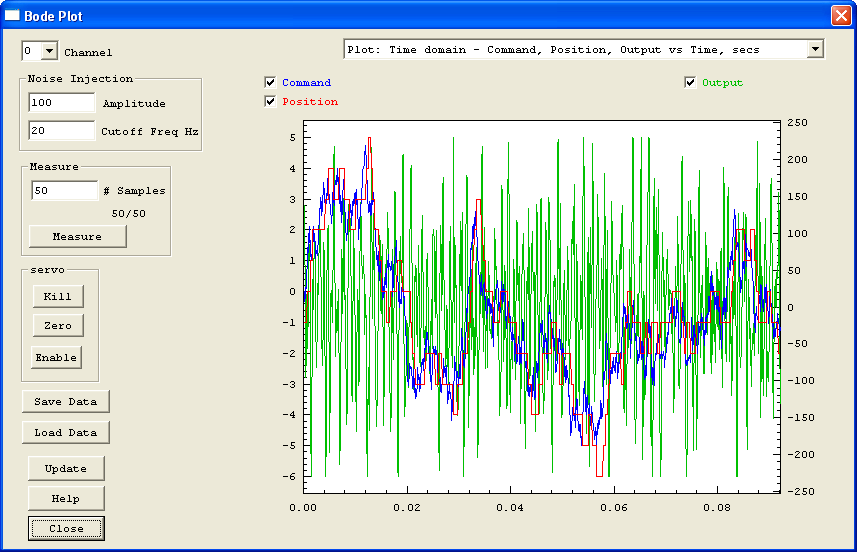 Bode Plot
0 Channel
Plot: Time domain - Command, Position, Output vs Time, secs
Noise Injection
100 Amplitude
20 Cutoff Freq Hz
Measure
50 # Samples
50/50
Measure
servo
Kill
Zero
Enable
Save Data
Load Data
Update
Help
Close
Command
Position
Output
5
4
3
2
1
0
-1
-2
-3
-4
-5
-6
250
200
150
100
50
0
-50
-100
-150
-200
-250
0.00 0.02 0.04 0.06 0.08